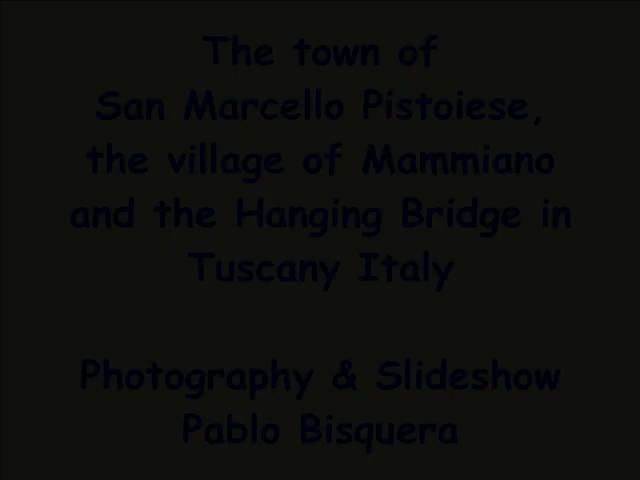 The town of
San Marcello Pistoiese,
the village of Mammiano
and the Hanging Bridge in
Tuscany Italy
Photography & Slideshow
Pablo Bisquera